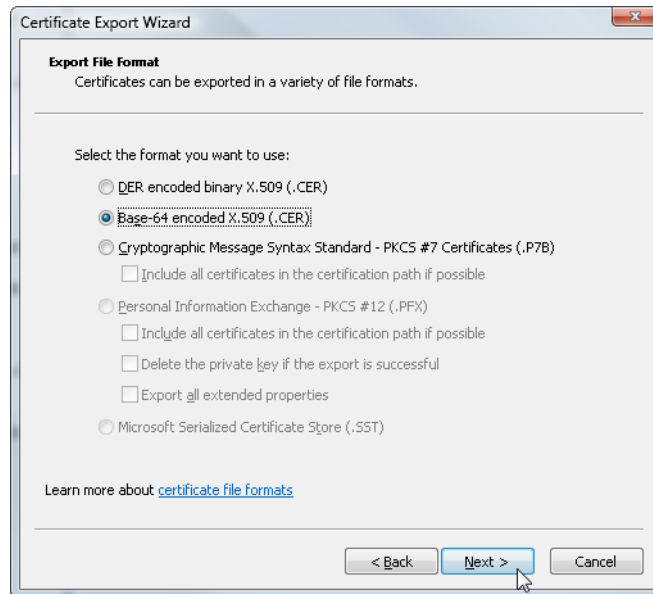 Certificate Export Wizard
Export File Format
Certificates can be exported in a variety of file formats.
Select the format you want to use:
DER encoded binary X.509 (.CER)
Base-64 encoded X.509 (.CER)
Cryptographic Message Syntax Standard - PKCS #7 Certificates (.P7B)
Include all certificates in the certification path if possible
Personal Information Exchange - PKCS #12 (.PFX)
Include all certificates in the certification path if possible
Delete the private key if the export is successful
Export all extended properties
Microsoft Serialized Certificate Store (.SST)
Learn more about certificate file formats
< Back Next > Cancel